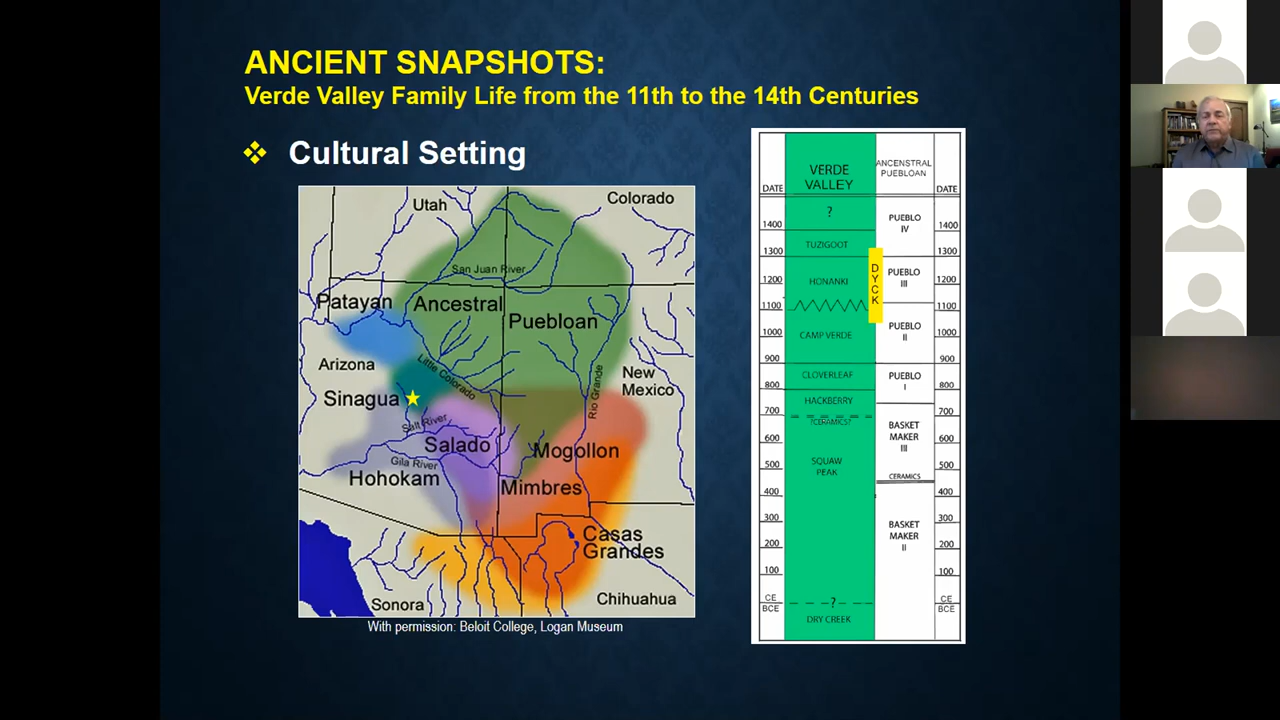 ANCIENT SNAPSHOTS:
Verde Valley Family Life from the 11th to the 14th Centuries
❖ Cultural Setting
Utah
Colorado
San Juan River
Patayan
Ancestral
Puebloan
Arizona
Little Colorado
New
Mexico
Sinagua
Rio Grande
Salt River
Salado
Mogollon
Gila River
Hohokam
Mimbres
Casas
Grandes
Sonora
Chihuahua
With permission: Beloit College, Logan Museum
DATE
VERDE
VALLEY
ANCENSTRAL
PUEBLOAN
DATE
?
PUEBLO
IV
1400
1400
TUZIGOOT
1300
1300
DYCK
HONANKI
PUEBLO
III
1200
1200
1100
1100
CAMP VERDE
PUEBLO
II
1000
1000
900
900
CLOVERLEAF
PUEBLO
I
800
800
HACKBERRY
700
700
?CERAMICS?
BASKET
MAKER
III
600
600
SQUAW
PEAK
500
500
CERAMICS
400
400
300
300
BASKET
MAKER
II
200
200
100
100
CE
BCE
?
CE
BCE
DRY CREEK